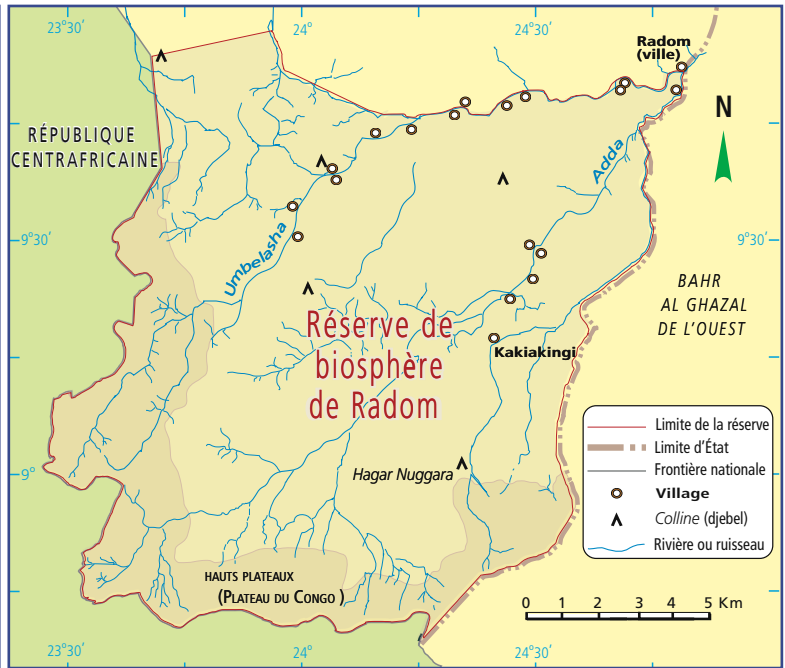 23°30′
24°
24°30′
Radom
(ville)
N
RÉPUBLIQUE
CENTRAFRICAINE
Adda
9°30′
9°30′
Umbelasha
BAHR
AL GHAZAL
DE L'OUEST
Réserve de
biosphère
de Radom
Kakiakingi
Limite de la réserve
Limite d'État
Frontière nationale
Village
Colline (djebel)
Rivière ou ruisseau
Hagar Nuggara
9°
HAUTS PLATEAUX
(PLATEAU DU CONGO )
0 1 2 3 4 5 Km
23°30′
24°
24°30′